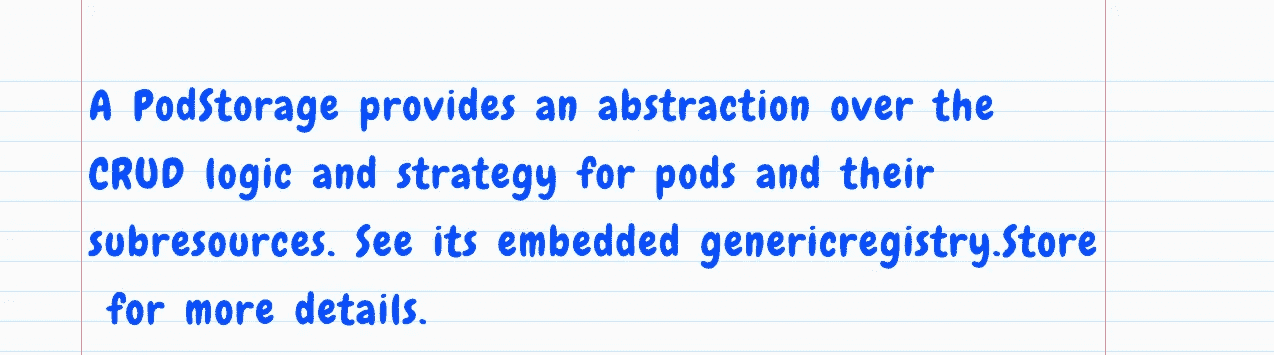 A PodStorage provides an abstraction over the
CRUD logic and strategy for pods and their
subresources. See its embedded genericregistry.Store
for more details.